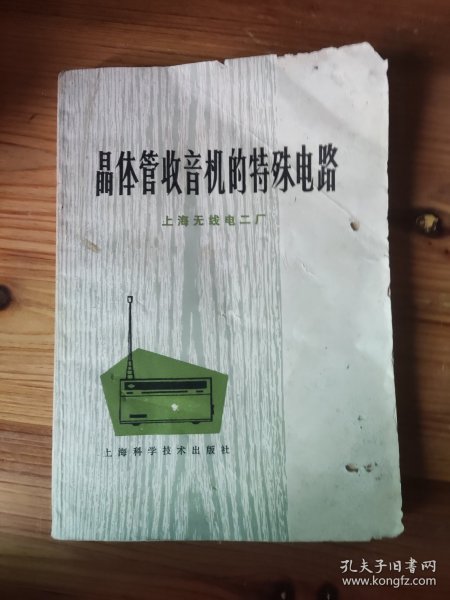 晶体管收音机的特殊电路
上海无线电二厂
上海科学技术出版社
孔夫子旧书网
www.kongfz.com